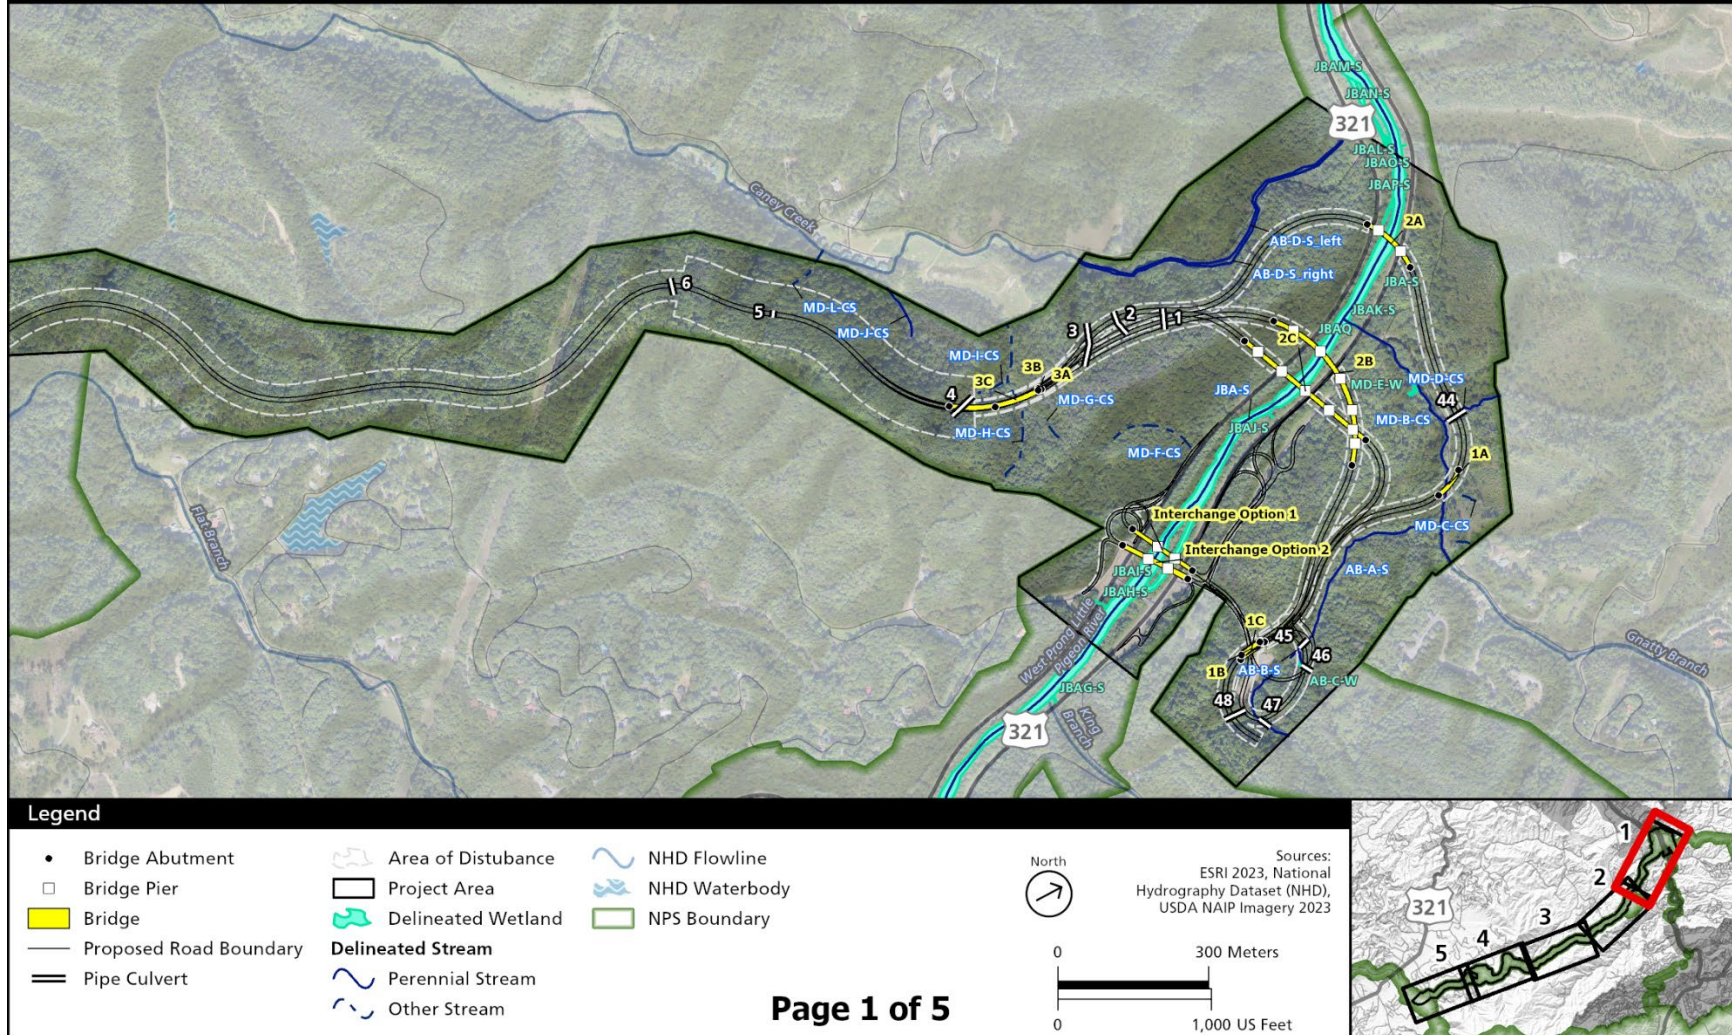 JBAM-S
JBAN-S
321
JBAL-S
JBAO-S
JBAP-S
Caney Creek
2A
AB-D-S_left
AB-D-S_right
JBA-S
6
5
MD-L-CS
MD-J-CS
JBAK-S
JBAQ
3
2
1
2C
2B
MD-I-CS
3B
3A
3C
4
MD-G-CS
MD-H-CS
JBA-S
MD-E-W
MD-D-CS
MD-B-CS
44
JBAJ-S
MD-F-CS
1A
Flat Branch
Interchange Option 1
MD-C-CS
Interchange Option 2
JBAI-S
AB-A-S
JBAH-S
West Prong Little
Pigeon River
1C
45
46
Gnatty Branch
1B
AB-B-S
AB-C-W
JBAG-S
48
47
King
Branch
321
Legend
Bridge Abutment
Bridge Pier
Bridge
Proposed Road Boundary
Pipe Culvert
Area of Distubance
Project Area
Delineated Wetland
Delineated Stream
Perennial Stream
Other Stream
NHD Flowline
NHD Waterbody
NPS Boundary
Page 1 of 5
North
Sources:
ESRI 2023, National
Hydrography Dataset (NHD),
USDA NAIP Imagery 2023
0 300 Meters
0 1,000 US Feet
1
2
321
3
4
5